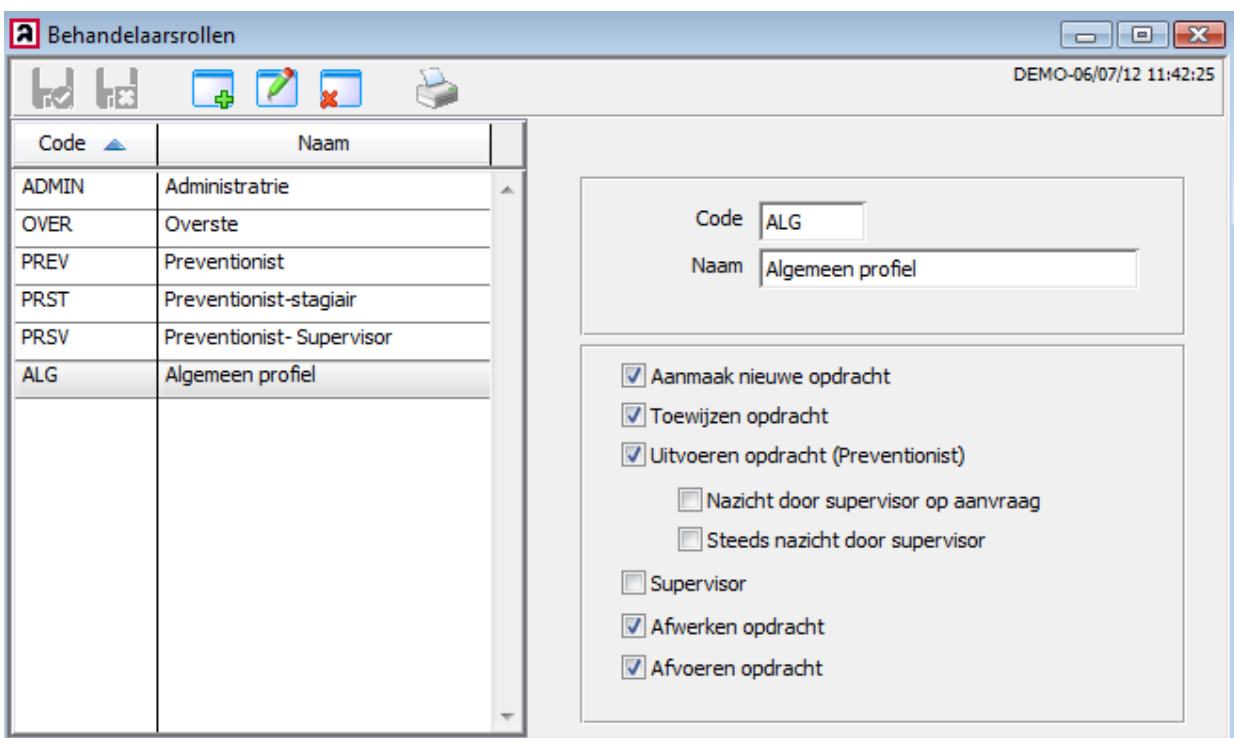 Behandelaarsrollen
DEMO-06/07/12 11:42:25
Code Naam
ADMIN Administratrie
OVER Overste
PREV Preventionist
PRST Preventionist-stagiair
PRSV Preventionist- Supervisor
ALG Algemeen profiel
Code ALG
Naam Algemeen profiel
Aanmaak nieuwe opdracht
Toewijzen opdracht
Uitvoeren opdracht (Preventionist)
Nazicht door supervisor op aanvraag
Steeds nazicht door supervisor
Supervisor
Afwerken opdracht
Afvoeren opdracht